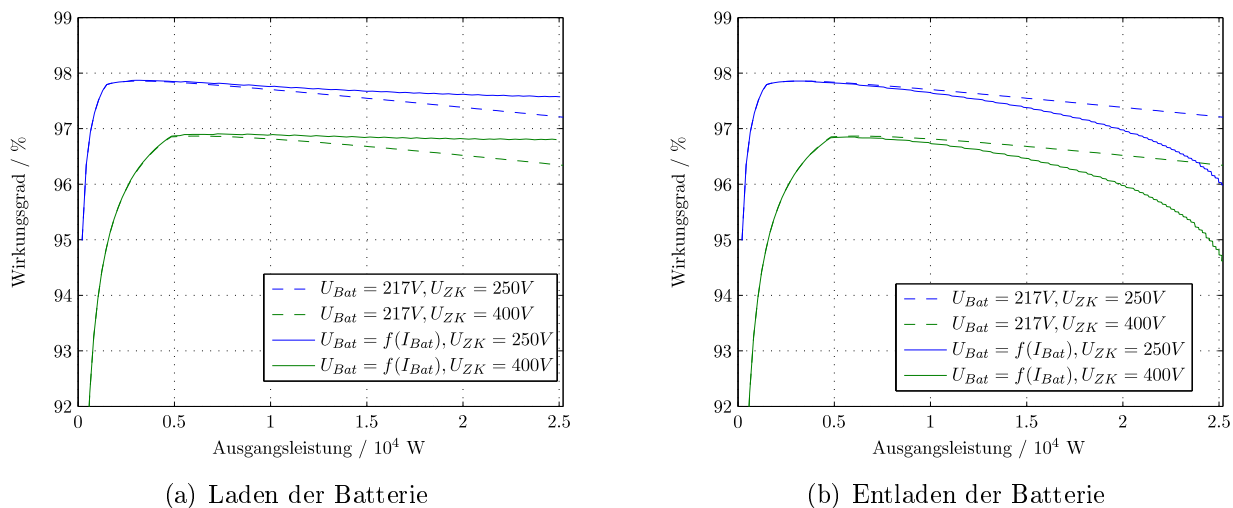 99
98
97
96
95
94
93
92
Wirkungsgrad / %
0
0.5
1
1.5
2
2.5
Ausgangsleistung / 10⁴ W
U_Bat = 217V, U_ZK = 250V
U_Bat = 217V, U_ZK = 400V
U_Bat = f(I_Bat), U_ZK = 250V
U_Bat = f(I_Bat), U_ZK = 400V
(a) Laden der Batterie
99
98
97
96
95
94
93
92
Wirkungsgrad / %
0
0.5
1
1.5
2
2.5
Ausgangsleistung / 10⁴ W
U_Bat = 217V, U_ZK = 250V
U_Bat = 217V, U_ZK = 400V
U_Bat = f(I_Bat), U_ZK = 250V
U_Bat = f(I_Bat), U_ZK = 400V
(b) Entladen der Batterie